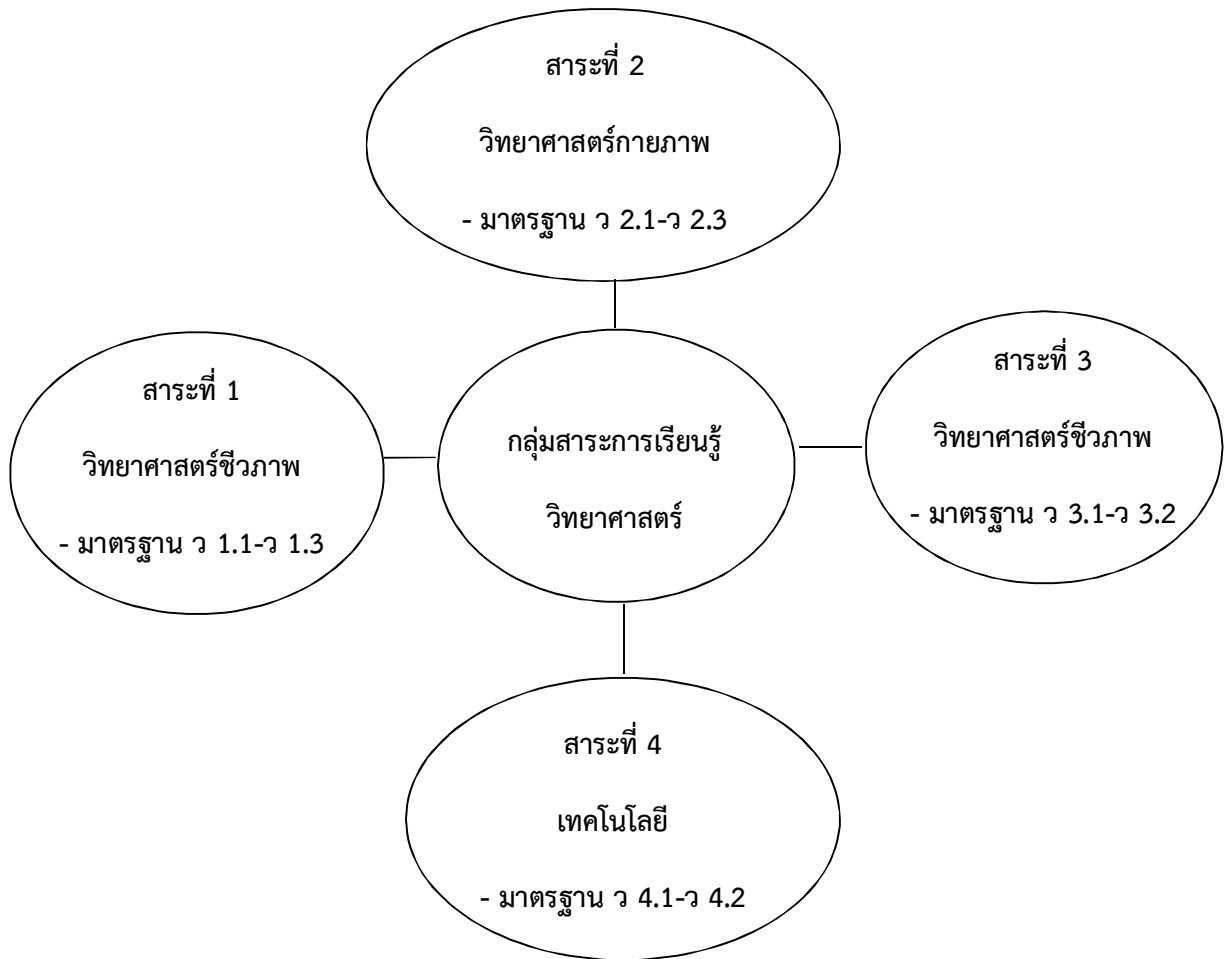 สาระที่ 2
วิทยาศาสตร์กายภาพ
- มาตรฐาน ว 2.1-ว 2.3
สาระที่ 1
วิทยาศาสตร์ชีวภาพ
- มาตรฐาน ว 1.1-ว 1.3
กลุ่มสาระการเรียนรู้
วิทยาศาสตร์
สาระที่ 3
วิทยาศาสตร์ชีวภาพ
- มาตรฐาน ว 3.1-ว 3.2
สาระที่ 4
เทคโนโลยี
- มาตรฐาน ว 4.1-ว 4.2